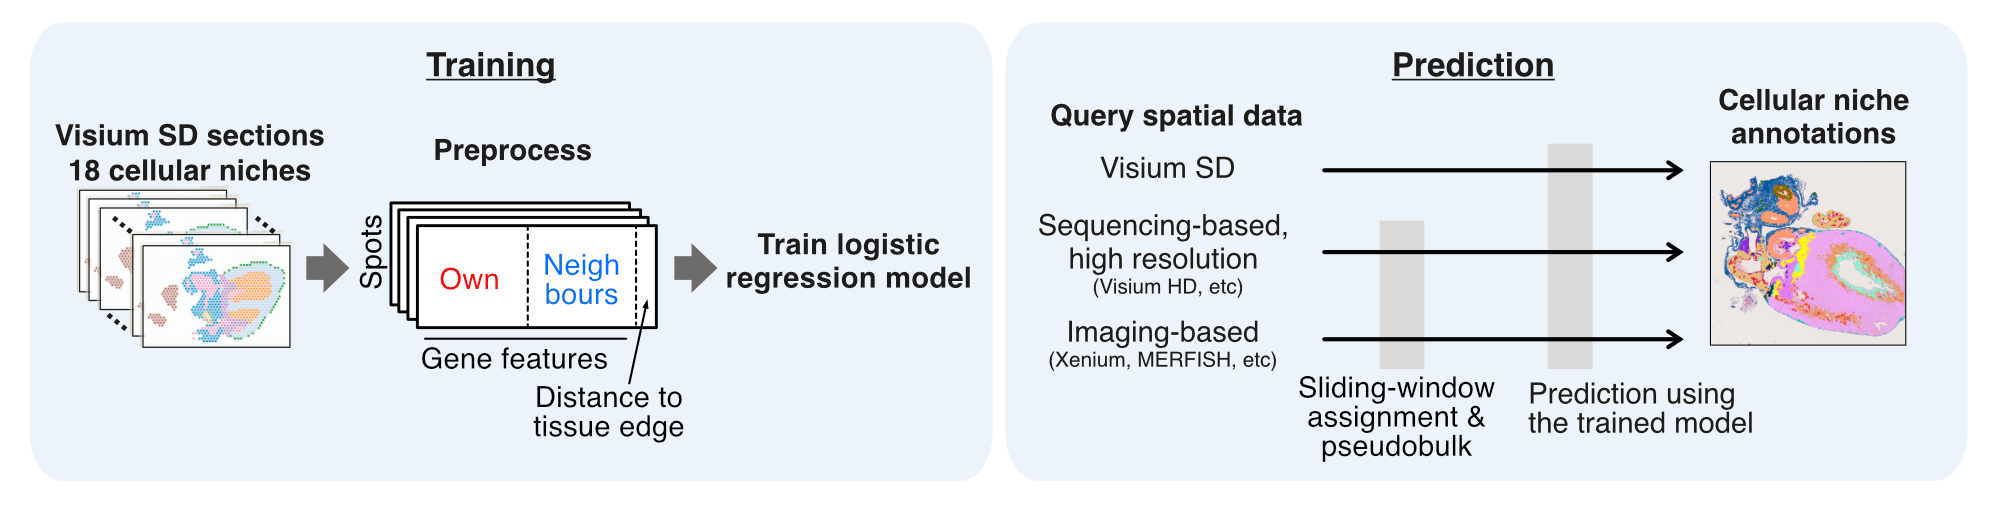 Training
Visium SD sections
18 cellular niches
Preprocess
Spots
Own
Neigh
bours
Gene features
Distance to
tissue edge
Train logistic
regression model
Prediction
Query spatial data
Visium SD
Sequencing-based,
high resolution
(Visium HD, etc)
Imaging-based
(Xenium, MERFISH, etc)
Sliding-window
assignment &
pseudobulk
Prediction using
the trained model
Cellular niche
annotations